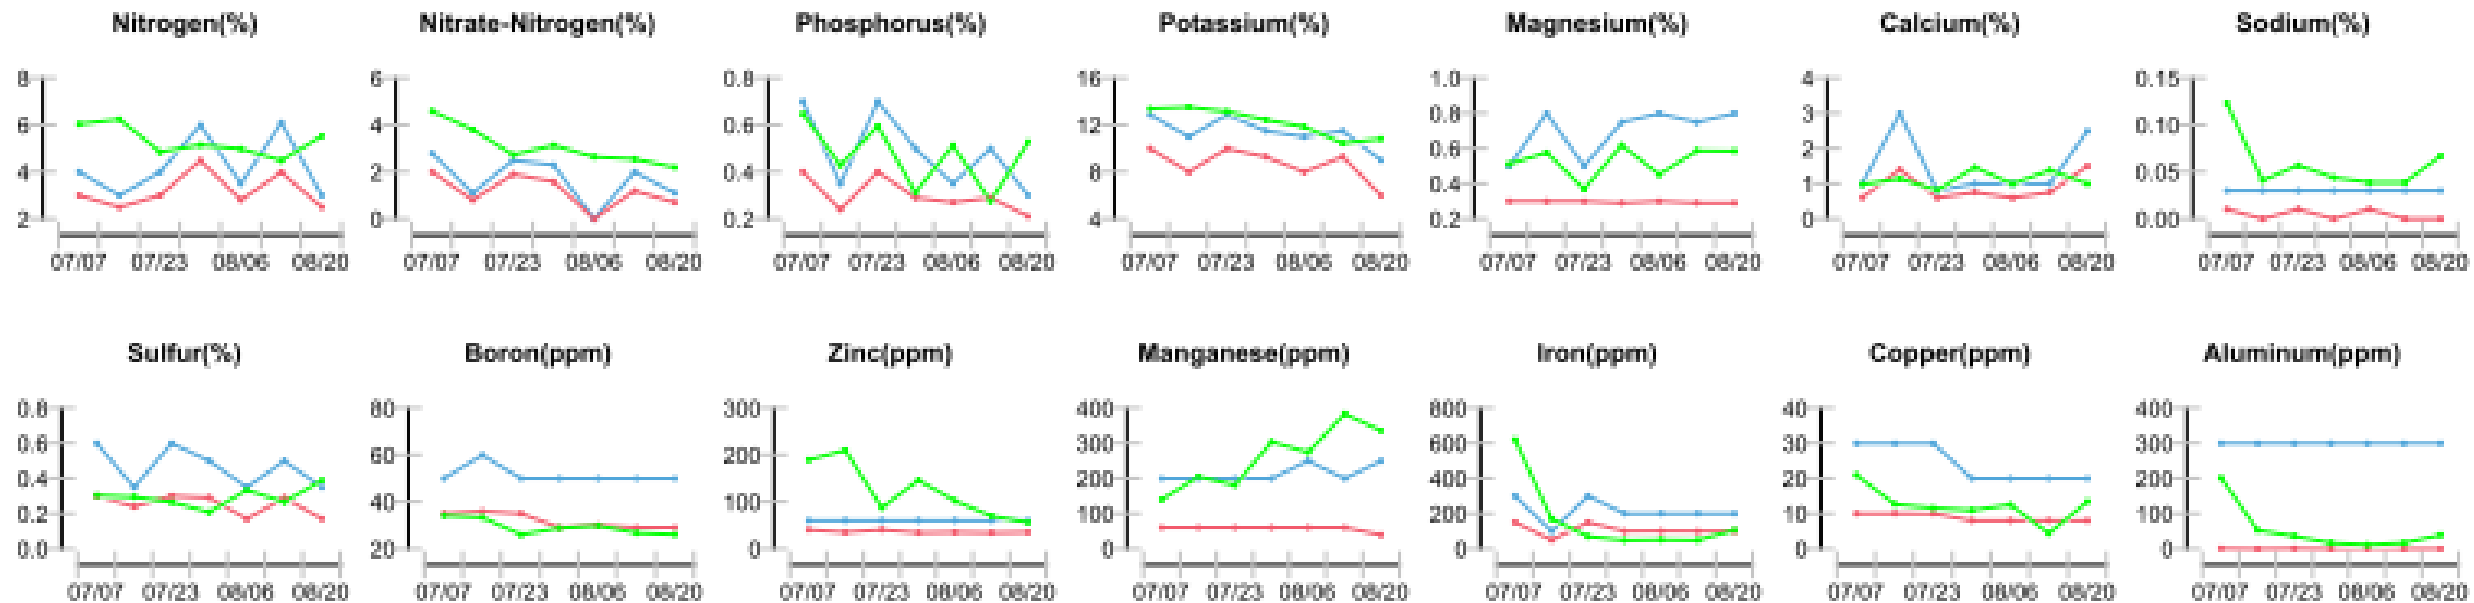 Nitrogen(%) Nitrate-Nitrogen(%) Phosphorus(%) Potassium(%) Magnesium(%) Calcium(%) Sodium(%)
8 6 0.8 16 1.0 4 0.15
0.8 3
6 4 0.6 12 0.10
0.6 2
4 2 0.4 8 0.05
0.4 1
2 0 0.2 4 0.2 0 0.00
07/07 07/23 08/06 08/20 07/07 07/23 08/06 08/20 07/07 07/23 08/06 08/20 07/07 07/23 08/06 08/20 07/07 07/23 08/06 08/20 07/07 07/23 08/06 08/20 07/07 07/23 08/06 08/20
Sulfur(%) Boron(ppm) Zinc(ppm) Manganese(ppm) Iron(ppm) Copper(ppm) Aluminum(ppm)
0.8 80 300 400 800 40 400
0.6 300 600 30 300
60 200
0.4 200 400 20 200
40 100
0.2 100 200 10 100
0.0 20 0 0 0 0 0
07/07 07/23 08/06 08/20 07/07 07/23 08/06 08/20 07/07 07/23 08/06 08/20 07/07 07/23 08/06 08/20 07/07 07/23 08/06 08/20 07/07 07/23 08/06 08/20 07/07 07/23 08/06 08/20